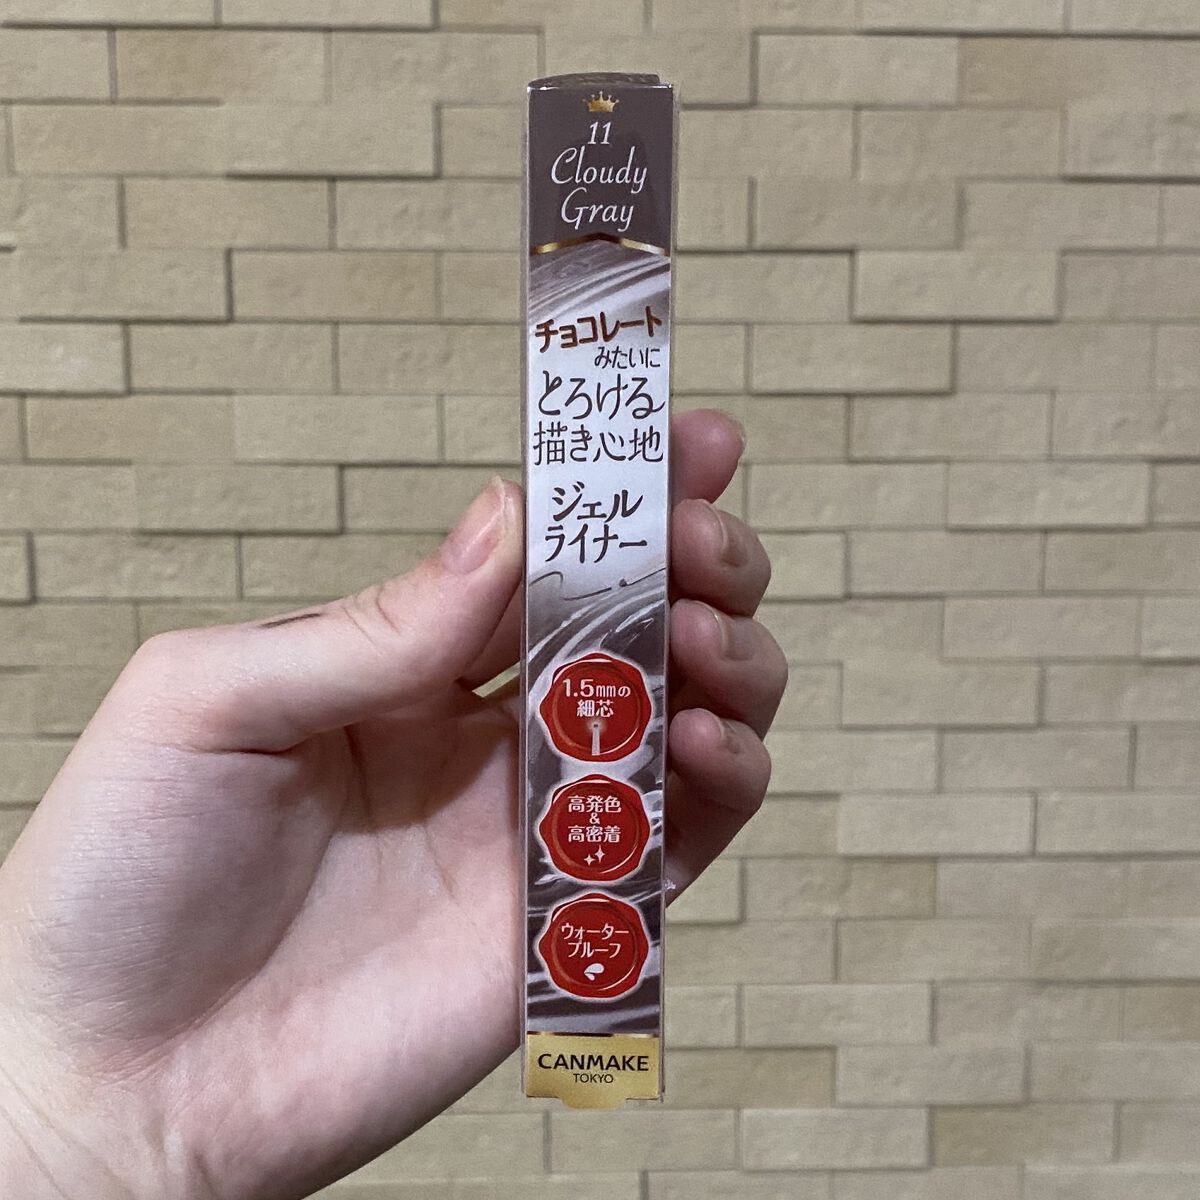 11
Cloudy
Gray
チョコレート
みたいに
とろける
描き心地
ジェル
ライナー
1.5mmの
細芯
高発色
&
高密着
ウォーター
プルーフ
CANMAKE
TOKYO